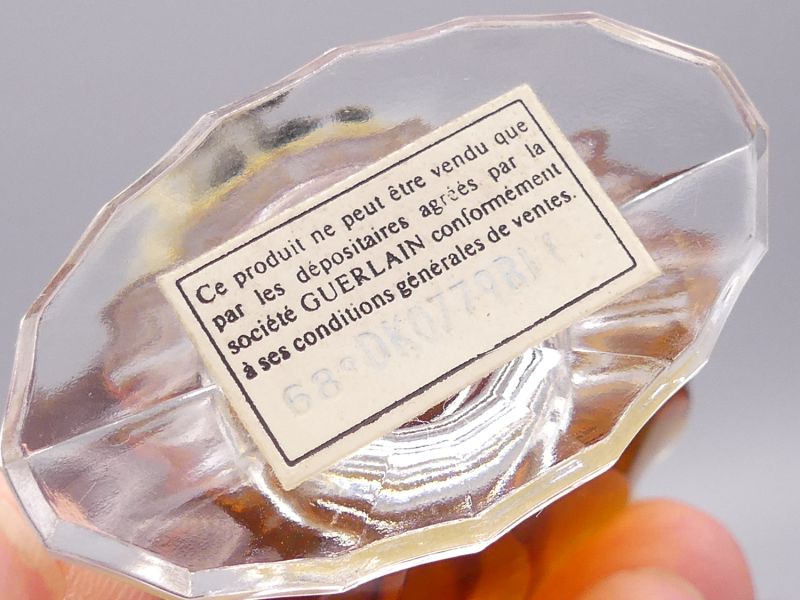 Ce produit ne peut être vendu que
par les dépositaires agréés par la
société GUERLAIN conformément
à ses conditions générales de ventes.